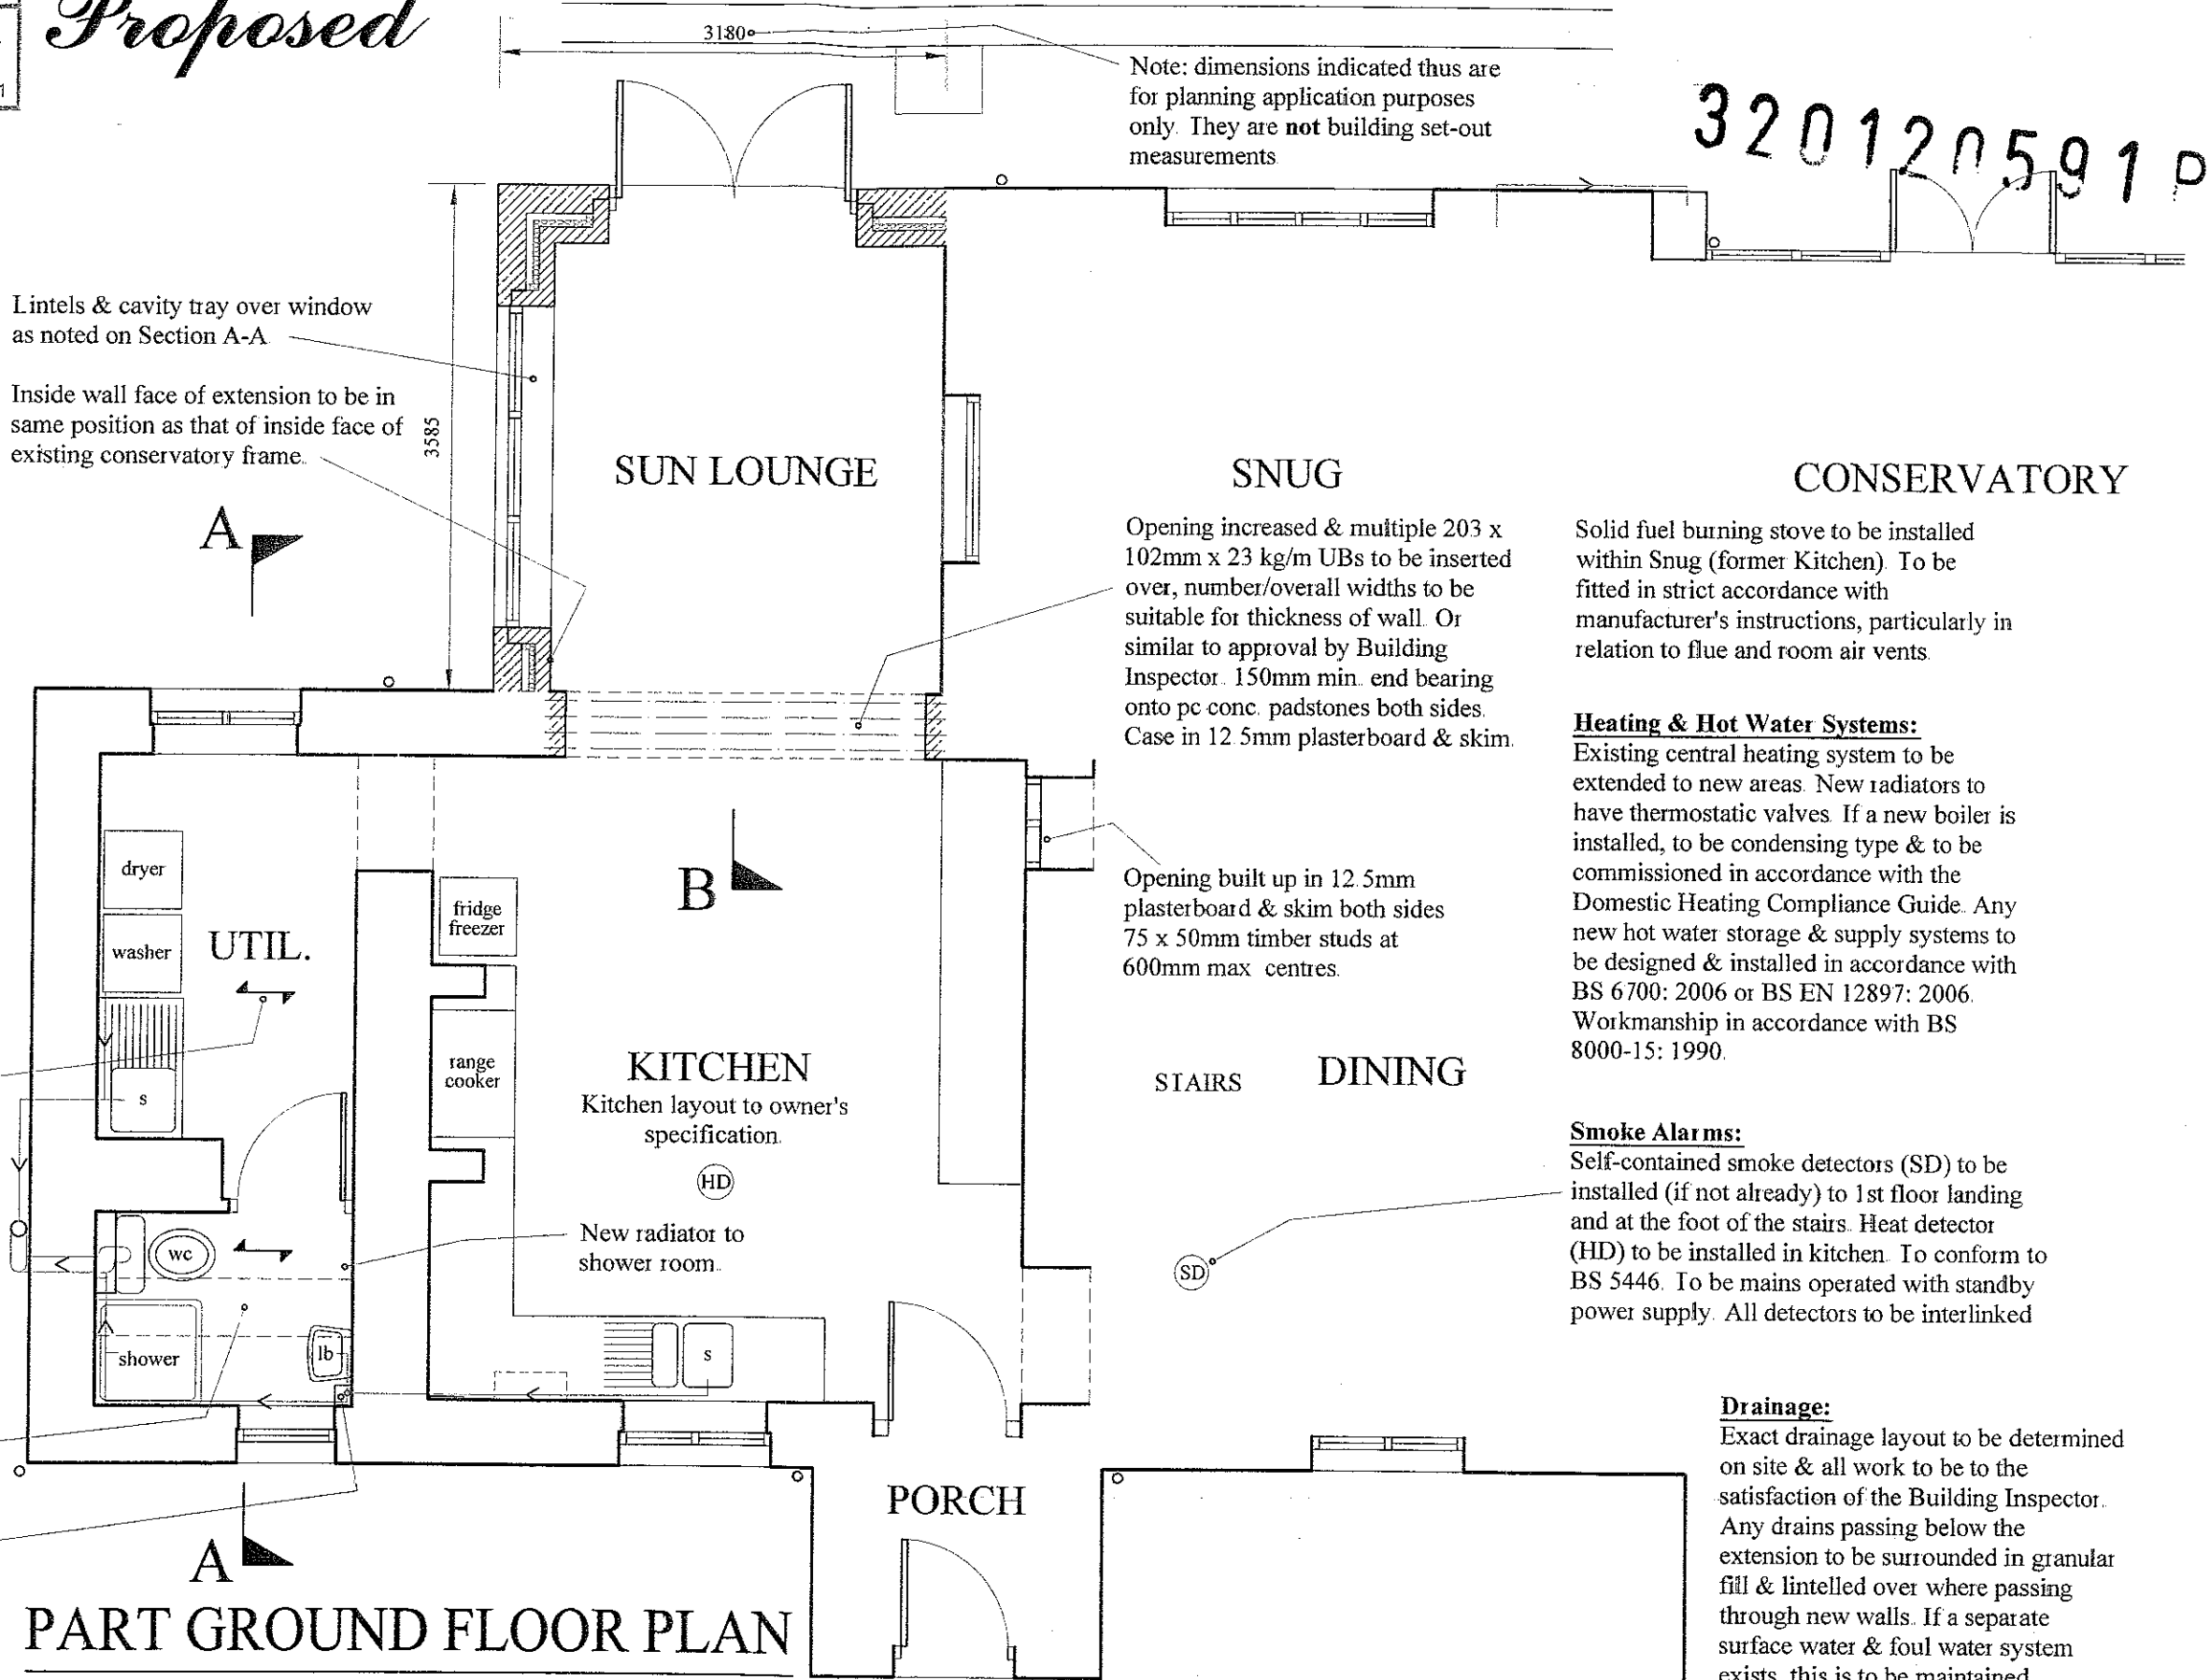 Proposed
3180
Note: dimensions indicated thus are
for planning application purposes
only. They are not building set-out
measurements
320120591P
Lintels & cavity tray over window
as noted on Section A-A
Inside wall face of extension to be in
same position as that of inside face of
existing conservatory frame.
3585
SUN LOUNGE
SNUG
CONSERVATORY
A
Opening increased & multiple 203 x
102mm x 23 kg/m UBs to be inserted
over, number/overall widths to be
suitable for thickness of wall. Or
similar to approval by Building
Inspector. 150mm min. end bearing
onto pc conc. padstones both sides.
Case in 12.5mm plasterboard & skim.
Solid fuel burning stove to be installed
within Snug (former Kitchen). To be
fitted in strict accordance with
manufacturer's instructions, particularly in
relation to flue and room air vents.
Heating & Hot Water Systems:
Existing central heating system to be
extended to new areas. New radiators to
have thermostatic valves. If a new boiler is
installed, to be condensing type & to be
commissioned in accordance with the
Domestic Heating Compliance Guide. Any
new hot water storage & supply systems to
be designed & installed in accordance with
BS 6700: 2006 or BS EN 12897: 2006.
Workmanship in accordance with BS
8000-15: 1990.
dryer
washer
UTIL.
s
B
fridge
freezer
Opening built up in 12.5mm
plasterboard & skim both sides
75 x 50mm timber studs at
600mm max centres.
range
cooker
KITCHEN
Kitchen layout to owner's
specification.
HD
STAIRS
DINING
Smoke Alarms:
Self-contained smoke detectors (SD) to be
installed (if not already) to 1st floor landing
and at the foot of the stairs. Heat detector
(HD) to be installed in kitchen. To conform to
BS 5446. To be mains operated with standby
power supply. All detectors to be interlinked
SD
New radiator to
shower room.
wc
shower
lb
s
Drainage:
Exact drainage layout to be determined
on site & all work to be to the
satisfaction of the Building Inspector.
Any drains passing below the
extension to be surrounded in granular
fill & lintelled over where passing
through new walls. If a separate
surface water & foul water system
exists, this is to be maintained
PORCH
A
PART GROUND FLOOR PLAN